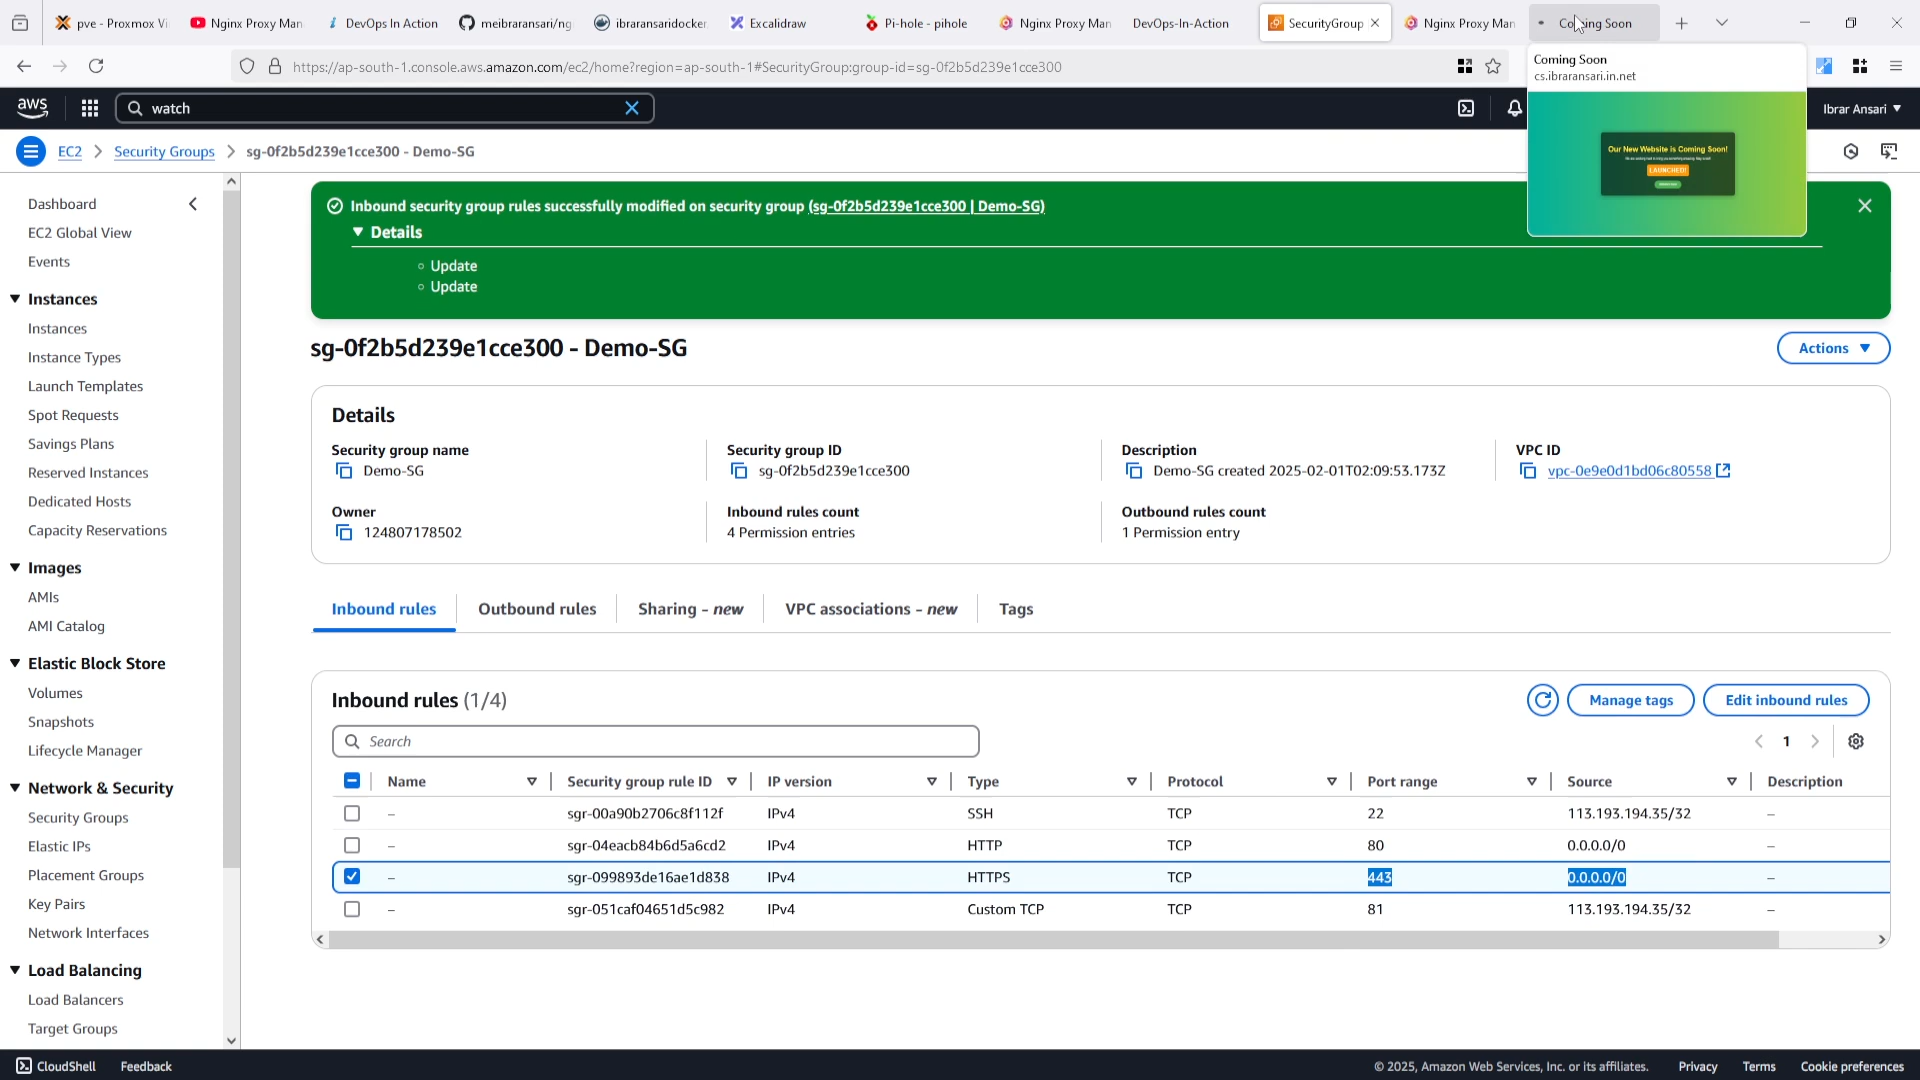 pve - Proxmox Vi
Nginx Proxy Man
DevOps In Action
meibraransari/ng
ibraransaridocker
Excalidraw
Pi-hole - pihole
Nginx Proxy Man
DevOps-In-Action
SecurityGroup
Nginx Proxy Man
Coming Soon
https://ap-south-1.console.aws.amazon.com/ec2/home?region=ap-south-1#SecurityGroup:group-id=sg-0f2b5d239e1cce300
Coming Soon
cs.ibraransari.in.net
Our New Website is Coming Soon!
LAUNCHED!
aws
watch
Ibrar Ansari
EC2 > Security Groups > sg-0f2b5d239e1cce300 - Demo-SG
Dashboard
EC2 Global View
Events
Instances
Instances
Instance Types
Launch Templates
Spot Requests
Savings Plans
Reserved Instances
Dedicated Hosts
Capacity Reservations
Images
AMIs
AMI Catalog
Elastic Block Store
Volumes
Snapshots
Lifecycle Manager
Network & Security
Security Groups
Elastic IPs
Placement Groups
Key Pairs
Network Interfaces
Load Balancing
Load Balancers
Target Groups
Inbound security group rules successfully modified on security group (sg-0f2b5d239e1cce300 | Demo-SG)
Details
Update
Update
sg-0f2b5d239e1cce300 - Demo-SG
Actions
Details
Security group name
Demo-SG
Security group ID
sg-0f2b5d239e1cce300
Description
Demo-SG created 2025-02-01T02:09:53.173Z
VPC ID
vpc-0e9e0d1bd06c80558
Owner
124807178502
Inbound rules count
4 Permission entries
Outbound rules count
1 Permission entry
Inbound rules
Outbound rules
Sharing - new
VPC associations - new
Tags
Inbound rules (1/4)
Manage tags
Edit inbound rules
Search
1
Name Security group rule ID IP version Type Protocol Port range Source Description
– sgr-00a90b2706c8f112f IPv4 SSH TCP 22 113.193.194.35/32 –
– sgr-04eacb84b6d5a6cd2 IPv4 HTTP TCP 80 0.0.0.0/0 –
– sgr-099893de16ae1d838 IPv4 HTTPS TCP 443 0.0.0.0/0 –
– sgr-051caf04651d5c982 IPv4 Custom TCP TCP 81 113.193.194.35/32 –
CloudShell
Feedback
© 2025, Amazon Web Services, Inc. or its affiliates.
Privacy
Terms
Cookie preferences